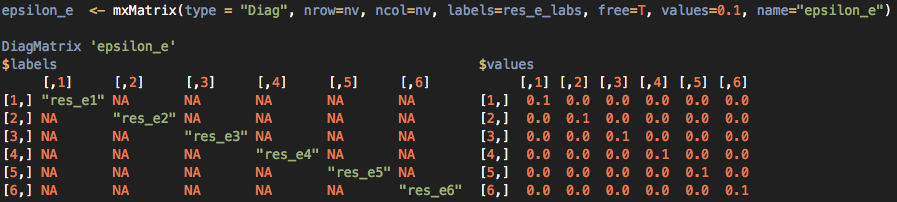 epsilon_e  <- mxMatrix(type = "Diag", nrow=nv, ncol=nv, labels=res_e_labs, free=T, values=0.1, name="epsilon_e")
DiagMatrix 'epsilon_e'
$labels                                                    $values
     [,1]     [,2]     [,3]     [,4]     [,5]     [,6]          [,1] [,2] [,3] [,4] [,5] [,6]
[1,] "res_e1" NA       NA       NA       NA       NA       [1,]  0.1  0.0  0.0  0.0  0.0  0.0
[2,] NA       "res_e2" NA       NA       NA       NA       [2,]  0.0  0.1  0.0  0.0  0.0  0.0
[3,] NA       NA       "res_e3" NA       NA       NA       [3,]  0.0  0.0  0.1  0.0  0.0  0.0
[4,] NA       NA       NA       "res_e4" NA       NA       [4,]  0.0  0.0  0.0  0.1  0.0  0.0
[5,] NA       NA       NA       NA       "res_e5" NA       [5,]  0.0  0.0  0.0  0.0  0.1  0.0
[6,] NA       NA       NA       NA       NA       "res_e6" [6,]  0.0  0.0  0.0  0.0  0.0  0.1